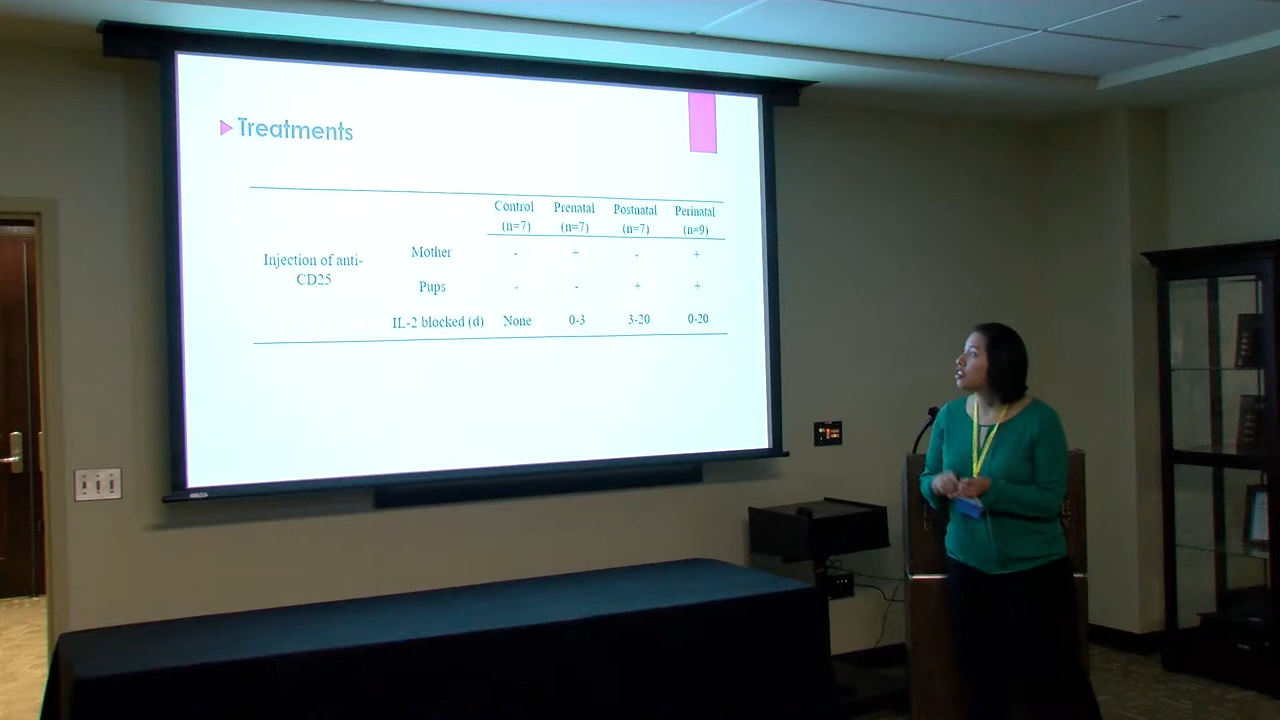 Treatments
Control Prenatal Postnatal Perinatal
(n=7) (n=7) (n=7) (n=9)
Injection of anti-
CD25
Mother - + - +
Pups - - + +
IL-2 blocked (d) None 0-3 3-20 0-20